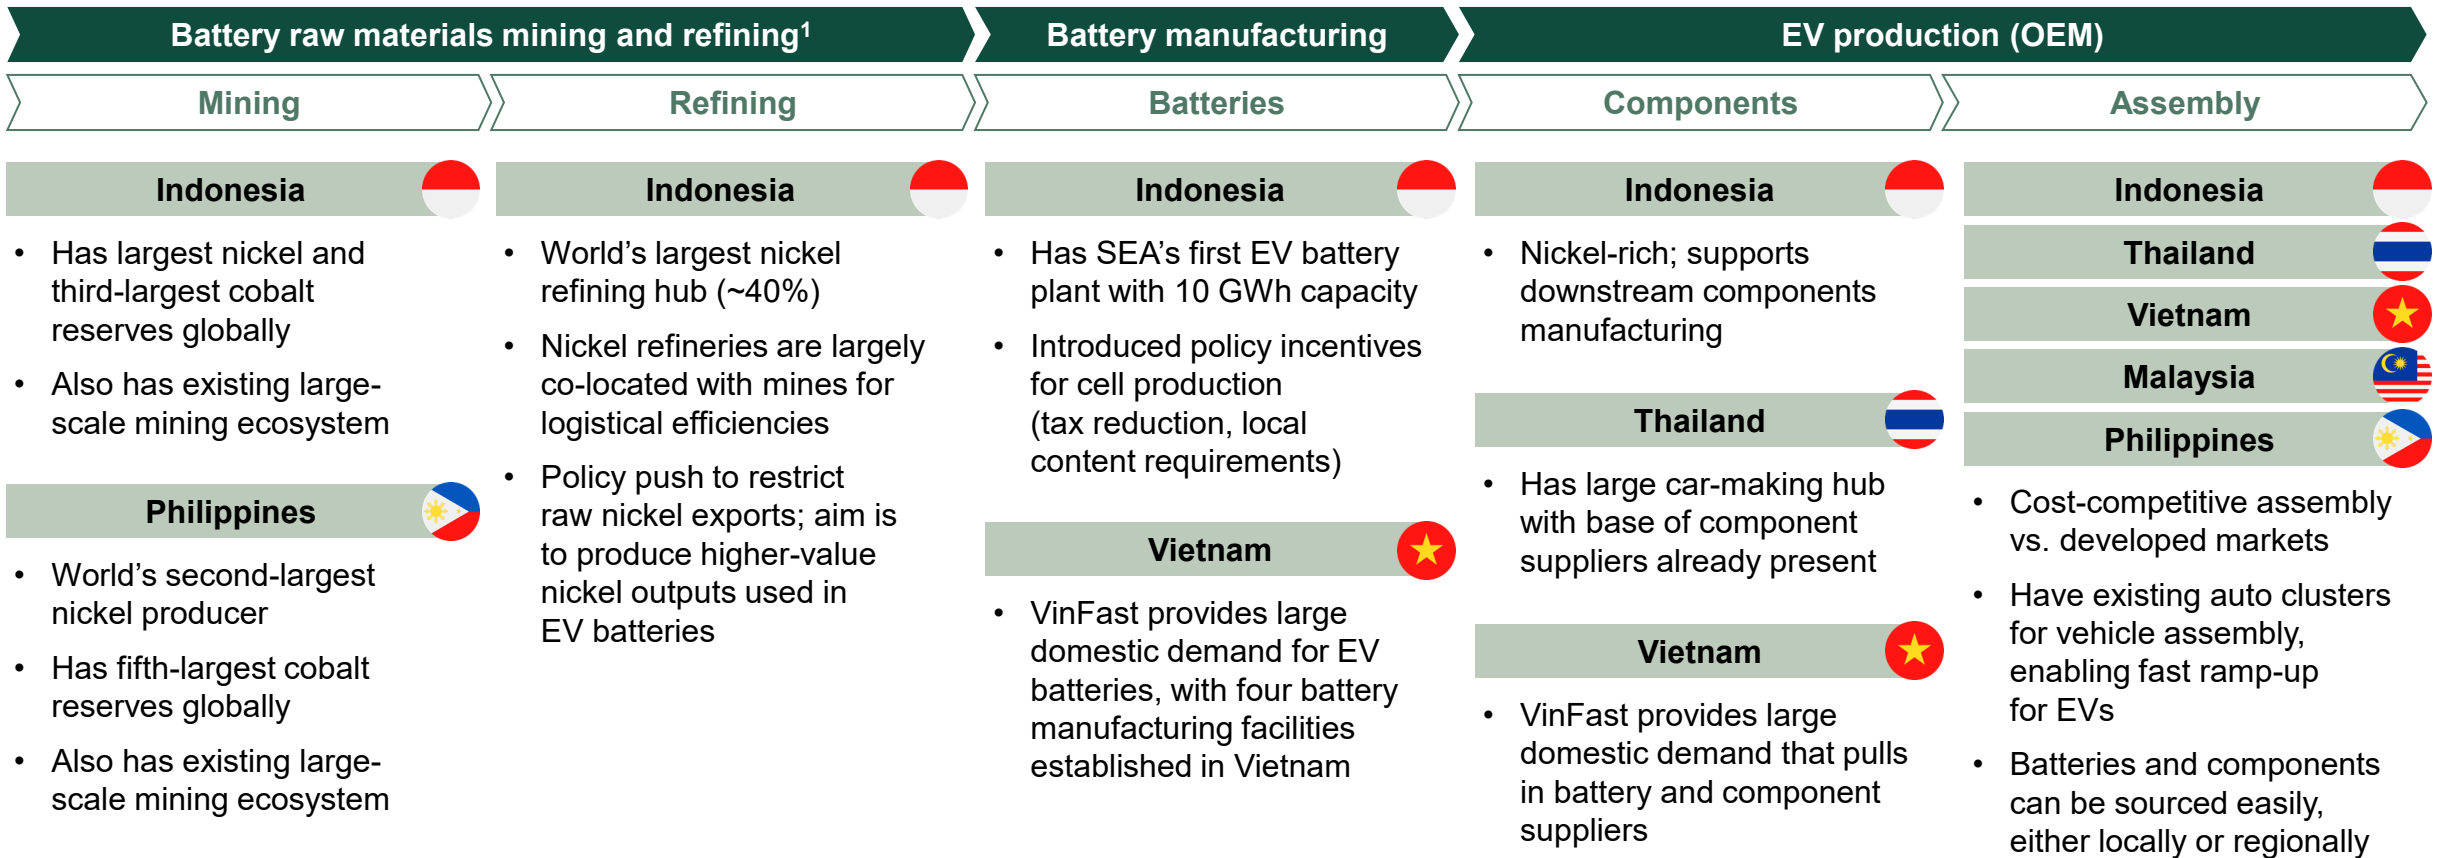 Battery raw materials mining and refining¹
Battery manufacturing
EV production (OEM)
Mining
Refining
Batteries
Components
Assembly
Indonesia
• Has largest nickel and
third-largest cobalt
reserves globally
• Also has existing large-
scale mining ecosystem
Philippines
• World’s second-largest
nickel producer
• Has fifth-largest cobalt
reserves globally
• Also has existing large-
scale mining ecosystem
Indonesia
• World’s largest nickel
refining hub (~40%)
• Nickel refineries are largely
co-located with mines for
logistical efficiencies
• Policy push to restrict
raw nickel exports; aim is
to produce higher-value
nickel outputs used in
EV batteries
Indonesia
• Has SEA’s first EV battery
plant with 10 GWh capacity
• Introduced policy incentives
for cell production
(tax reduction, local
content requirements)
Vietnam
• VinFast provides large
domestic demand for EV
batteries, with four battery
manufacturing facilities
established in Vietnam
Indonesia
• Nickel-rich; supports
downstream components
manufacturing
Thailand
• Has large car-making hub
with base of component
suppliers already present
Vietnam
• VinFast provides large
domestic demand that pulls
in battery and component
suppliers
Indonesia
Thailand
Vietnam
Malaysia
Philippines
• Cost-competitive assembly
vs. developed markets
• Have existing auto clusters
for vehicle assembly,
enabling fast ramp-up
for EVs
• Batteries and components
can be sourced easily,
either locally or regionally